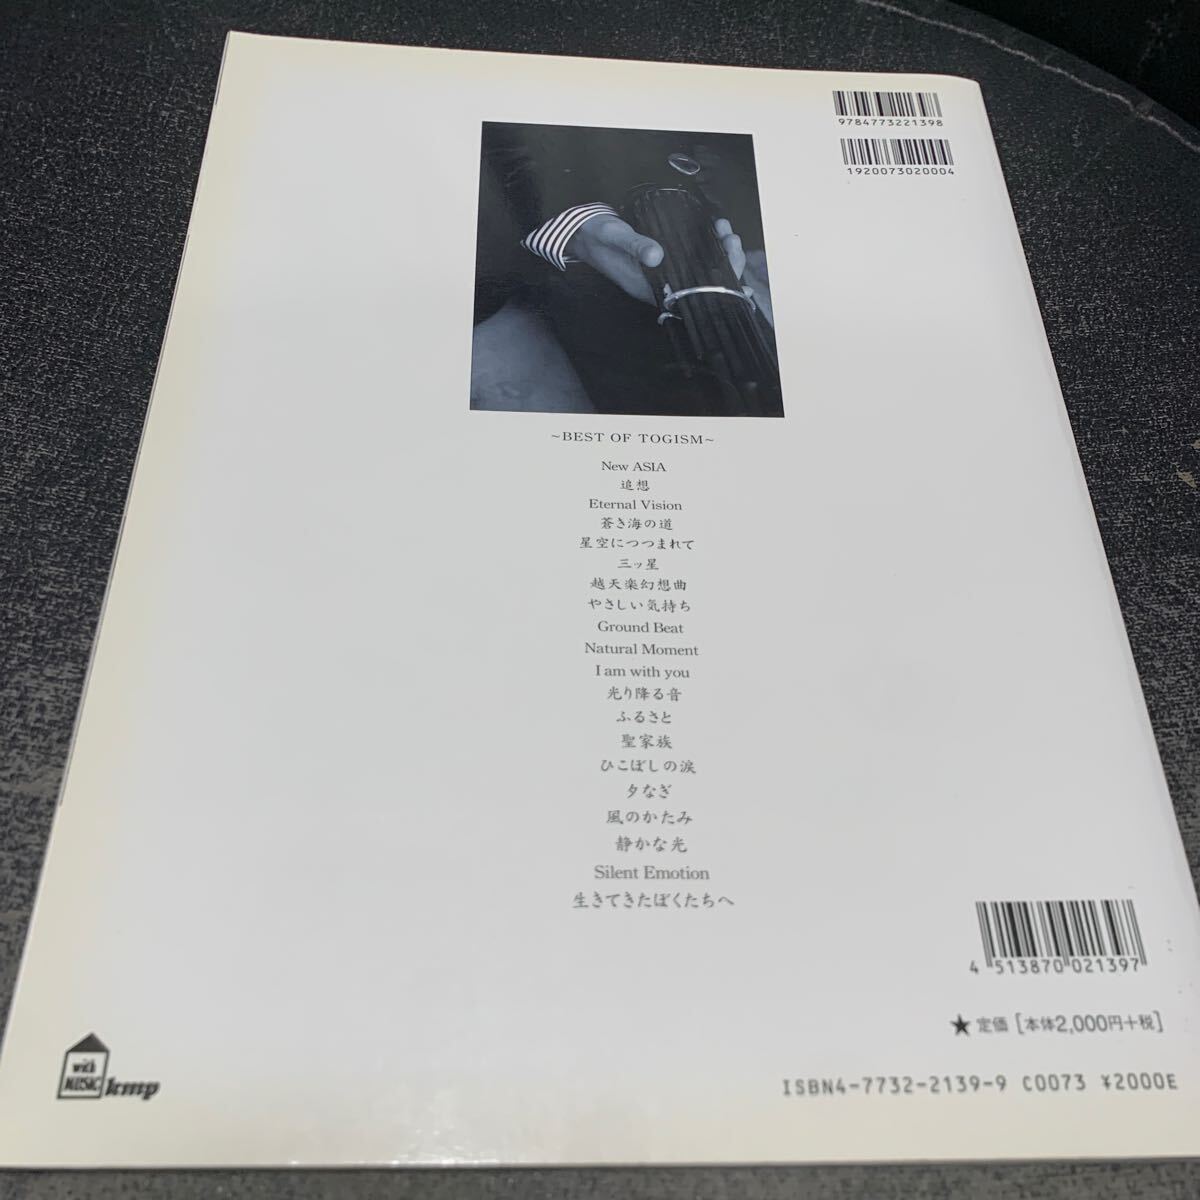 9784773221398
1920073020004
~BEST OF TOGISM~
New ASIA
追想
Eternal Vision
蒼き海の道
星空につつまれて
三ッ星
越天楽幻想曲
やさしい気持ち
Ground Beat
Natural Moment
I am with you
光り降る音
ふるさと
聖家族
ひこぼしの涙
夕なぎ
風のかたみ
静かな光
Silent Emotion
生きてきたぼくたちへ
4 513870 021397
★定価 [本体2,000円+税]
with
MUSIC kmp
ISBN4-7732-2139-9 C0073 ¥2000E